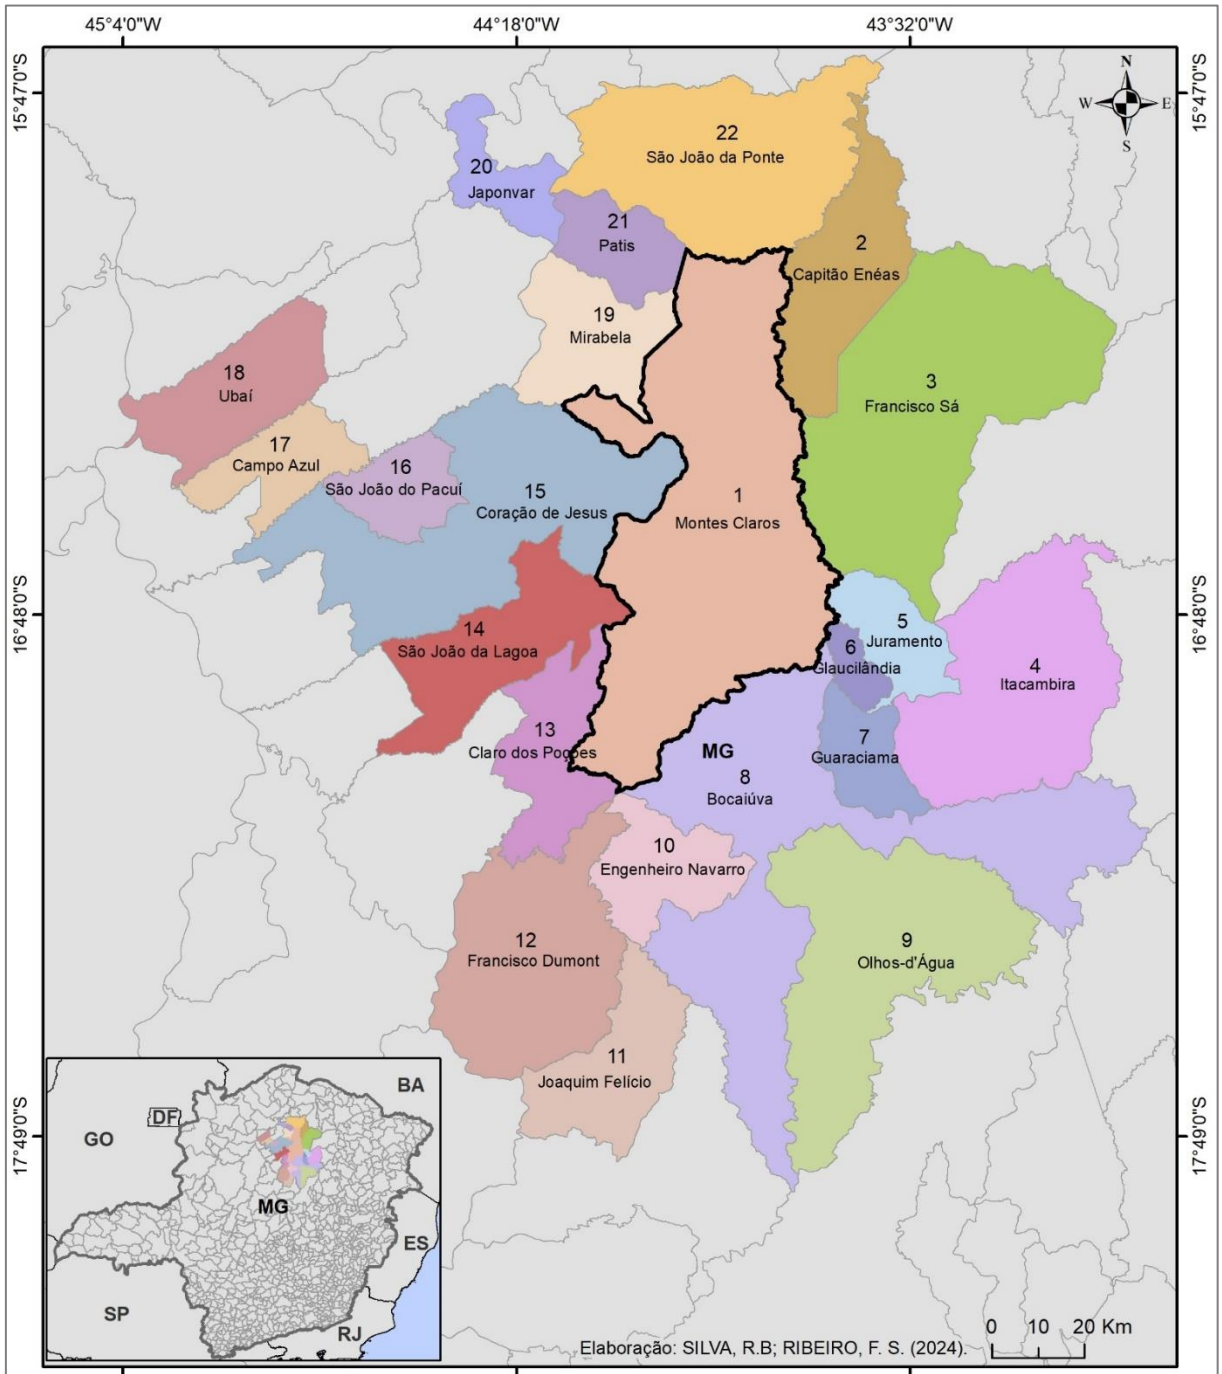 45°4'0"W
44°18'0"W
43°32'0"W
15°47'0"S
15°47'0"S
N
W
E
S
22
São João da Ponte
20
Japonvar
21
Patis
2
Capitão Enéas
19
Mirabela
18
Ubaí
3
Francisco Sá
17
Campo Azul
16
São João do Pacuí
15
Coração de Jesus
1
Montes Claros
16°48'0"S
16°48'0"S
14
São João da Lagoa
5
Juramento
6
Glaucilândia
4
Itacambira
13
Claro dos Poções
MG
8
Bocaiúva
7
Guaraciama
10
Engenheiro Navarro
12
Francisco Dumont
9
Olhos-d'Água
11
Joaquim Felício
17°49'0"S
17°49'0"S
BA
DF
GO
MG
ES
SP
RJ
0 10 20 Km
Elaboração: SILVA, R.B; RIBEIRO, F. S. (2024).